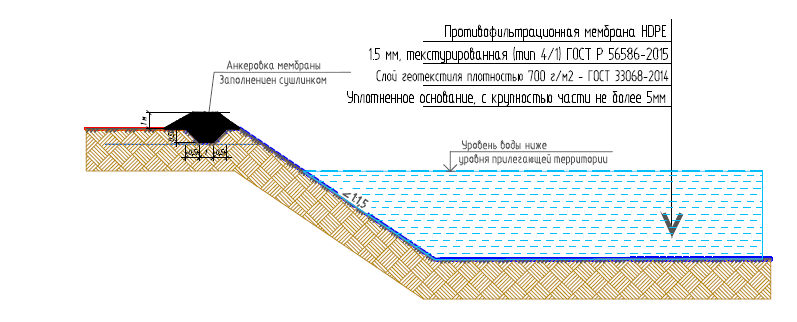 Противофильтрационная мембрана HDPE
1.5 мм, текстурированная (тип 4/1) ГОСТ Р 56586-2015
Слой геотекстиля плотностью 700 г/м2 - ГОСТ 33068-2014
Уплотненное основание, с крупностью части не более 5мм
Анкеровка мембраны
Заполнениен сушлинком
Уровень воды ниже
уровня прилегающей территории
1 м
∠1:1.5